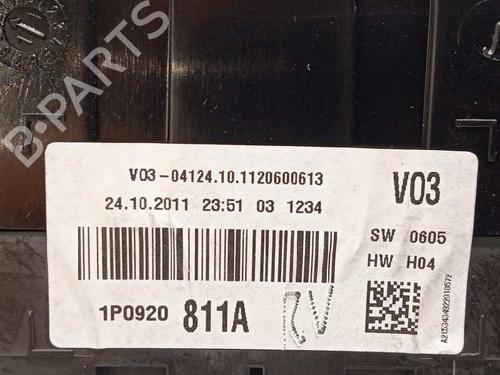 B-PARTS
V03-04124.10.1120600613
24.10.2011 23:51 03 1234
V03
SW 0605
HW H04
1P0920 811A